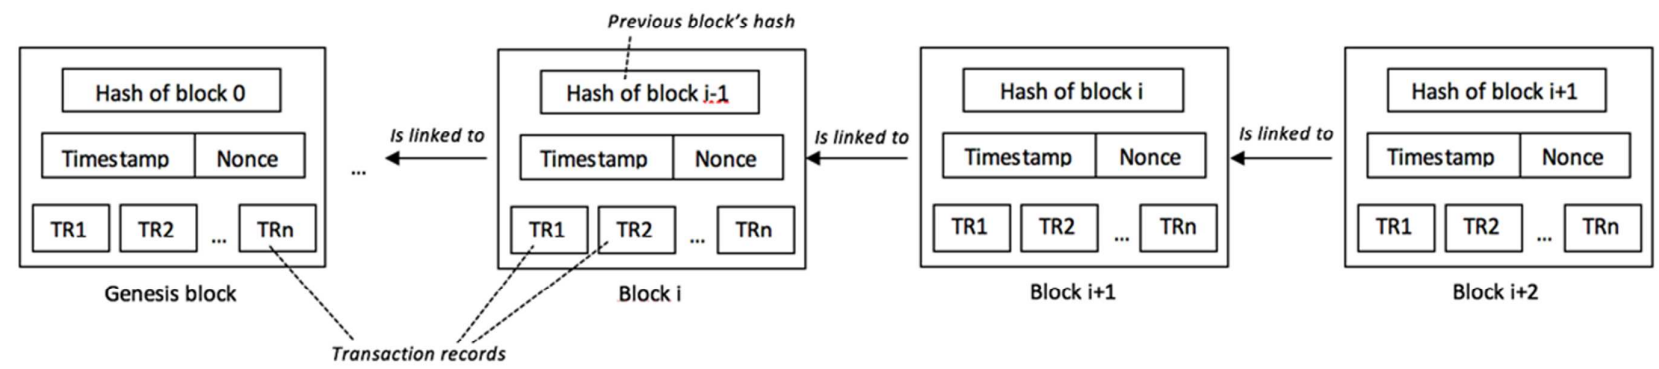 Previous block's hash
Hash of block 0
Timestamp Nonce
TR1 TR2 ... TRn
Genesis block
...
Is linked to
Hash of block i-1
Timestamp Nonce
TR1 TR2 ... TRn
Block i
Is linked to
Hash of block i
Timestamp Nonce
TR1 TR2 ... TRn
Block i+1
Is linked to
Hash of block i+1
Timestamp Nonce
TR1 TR2 ... TRn
Block i+2
Transaction records